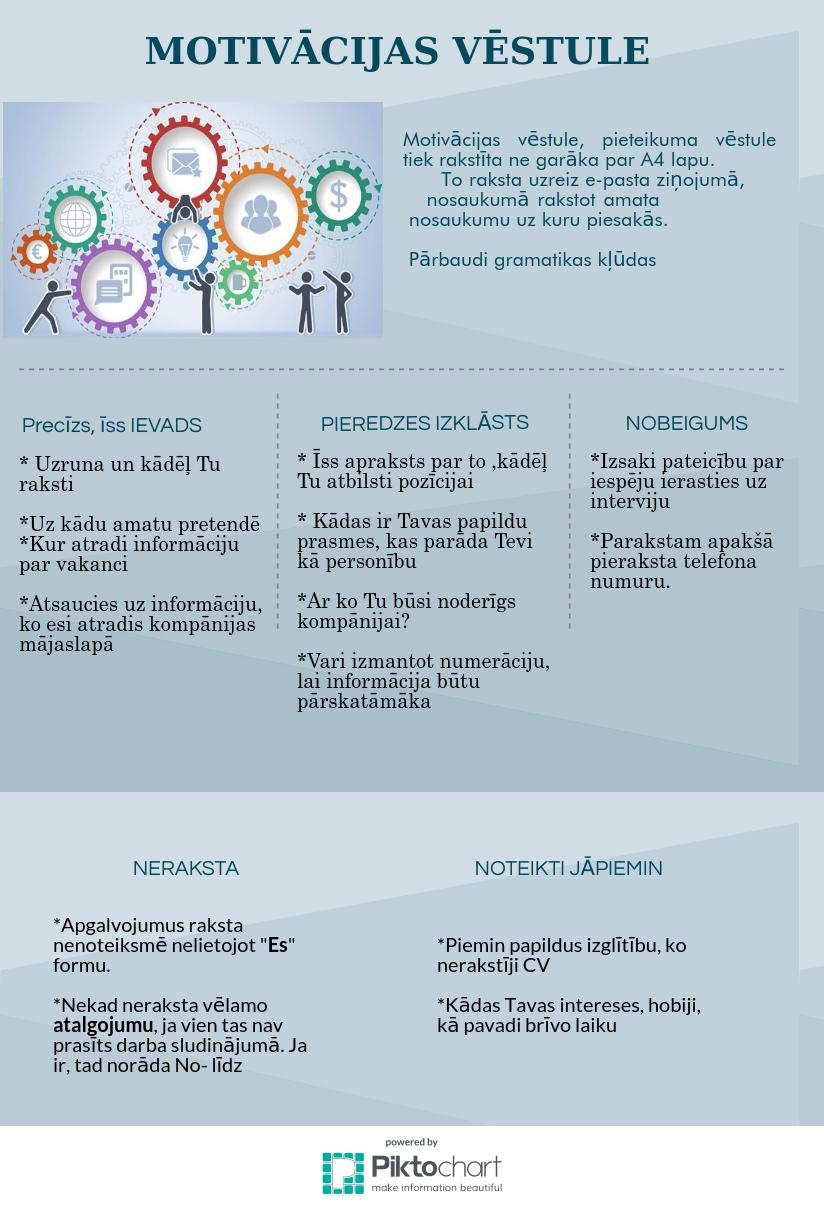 MOTIVĀCIJAS VĒSTULE
Motivācijas vēstule, pieteikuma vēstule
tiek rakstīta ne garāka par A4 lapu.
To raksta uzreiz e-pasta ziņojumā,
nosaukumā rakstot amata
nosaukumu uz kuru piesakās.
Pārbaudi gramatikas kļūdas
$
€
Precīzs, īss IEVADS
* Uzruna un kādēļ Tu
raksti
*Uz kādu amatu pretendē
*Kur atradi informāciju
par vakanci
*Atsaucies uz informāciju,
ko esi atradis kompānijas
mājaslapā
PIEREDZES IZKLĀSTS
* Īss apraksts par to ,kādēļ
Tu atbilsti pozīcijai
* Kādas ir Tavas papildu
prasmes, kas parāda Tevi
kā personību
*Ar ko Tu būsi noderīgs
kompānijai?
*Vari izmantot numerāciju,
lai informācija būtu
pārskatāmāka
NOBEIGUMS
*Izsaki pateicību par
iespēju ierasties uz
interviju
*Parakstam apakšā
pieraksta telefona
numuru.
NERAKSTA
*Apgalvojumus raksta
nenoteiksmē nelietojot "Es"
formu.
*Nekad neraksta vēlamo
atalgojumu, ja vien tas nav
prasīts darba sludinājumā. Ja
ir, tad norāda No- līdz
NOTEIKTI JĀPIEMIN
*Piemin papildus izglītību, ko
nerakstīji CV
*Kādas Tavas intereses, hobiji,
kā pavadi brīvo laiku
powered by
Piktochart
make information beautiful